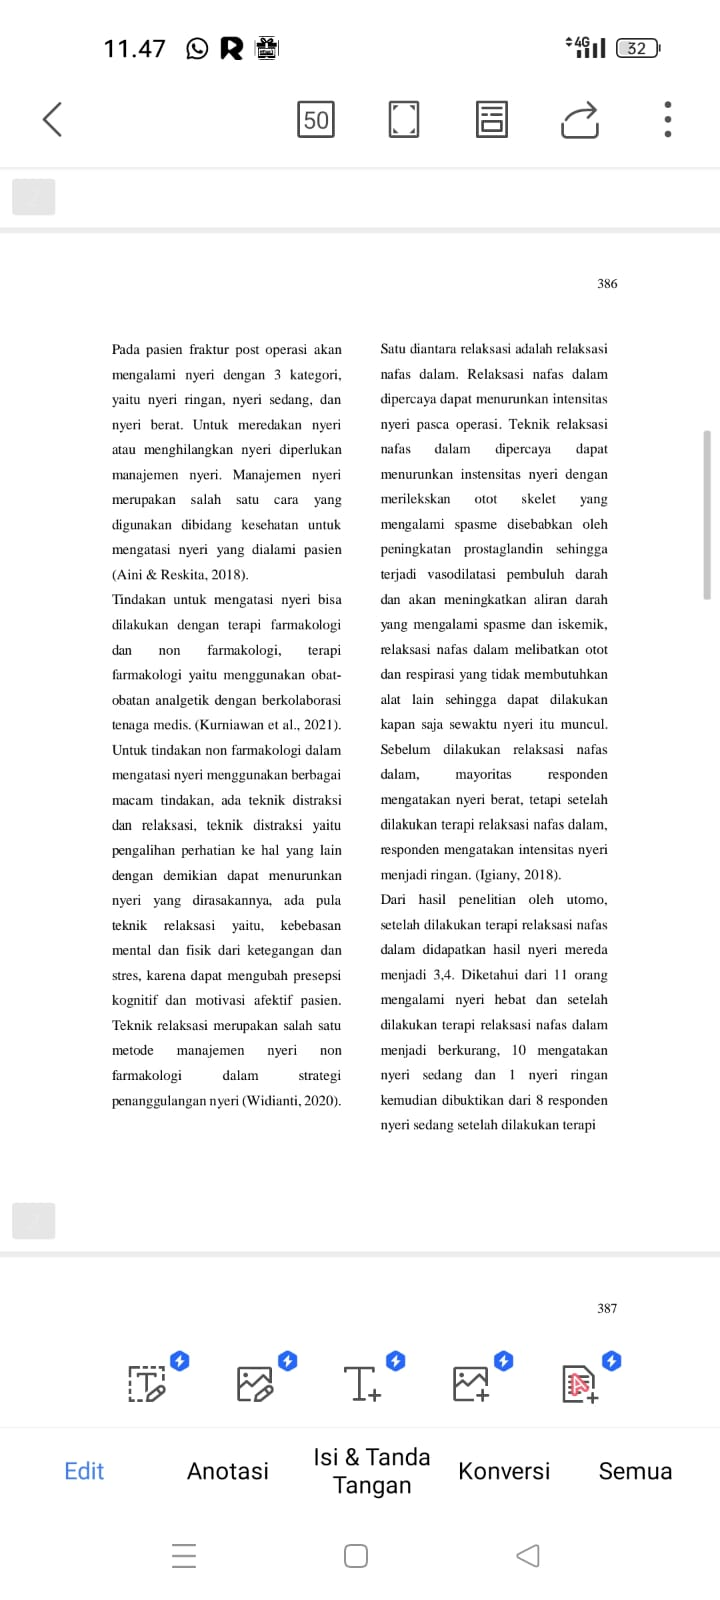 11.47
4G
32
50
386
Pada pasien fraktur post operasi akan
mengalami nyeri dengan 3 kategori,
yaitu nyeri ringan, nyeri sedang, dan
nyeri berat. Untuk meredakan nyeri
atau menghilangkan nyeri diperlukan
manajemen nyeri. Manajemen nyeri
merupakan salah satu cara yang
digunakan dibidang kesehatan untuk
mengatasi nyeri yang dialami pasien
(Aini & Reskita, 2018).
Tindakan untuk mengatasi nyeri bisa
dilakukan dengan terapi farmakologi
dan non farmakologi, terapi
farmakologi yaitu menggunakan obat-
obatan analgetik dengan berkolaborasi
tenaga medis. (Kurniawan et al., 2021).
Untuk tindakan non farmakologi dalam
mengatasi nyeri menggunakan berbagai
macam tindakan, ada teknik distraksi
dan relaksasi, teknik distraksi yaitu
pengalihan perhatian ke hal yang lain
dengan demikian dapat menurunkan
nyeri yang dirasakannya, ada pula
teknik relaksasi yaitu, kebebasan
mental dan fisik dari ketegangan dan
stres, karena dapat mengubah presepsi
kognitif dan motivasi afektif pasien.
Teknik relaksasi merupakan salah satu
metode manajemen nyeri non
farmakologi dalam strategi
penanggulangan nyeri (Widianti, 2020).
Satu diantara relaksasi adalah relaksasi
nafas dalam. Relaksasi nafas dalam
dipercaya dapat menurunkan intensitas
nyeri pasca operasi. Teknik relaksasi
nafas dalam dipercaya dapat
menurunkan instensitas nyeri dengan
merilekskan otot skelet yang
mengalami spasme disebabkan oleh
peningkatan prostaglandin sehingga
terjadi vasodilatasi pembuluh darah
dan akan meningkatkan aliran darah
yang mengalami spasme dan iskemik,
relaksasi nafas dalam melibatkan otot
dan respirasi yang tidak membutuhkan
alat lain sehingga dapat dilakukan
kapan saja sewaktu nyeri itu muncul.
Sebelum dilakukan relaksasi nafas
dalam, mayoritas responden
mengatakan nyeri berat, tetapi setelah
dilakukan terapi relaksasi nafas dalam,
responden mengatakan intensitas nyeri
menjadi ringan. (Igiany, 2018).
Dari hasil penelitian oleh utomo,
setelah dilakukan terapi relaksasi nafas
dalam didapatkan hasil nyeri mereda
menjadi 3,4. Diketahui dari 11 orang
mengalami nyeri hebat dan setelah
dilakukan terapi relaksasi nafas dalam
menjadi berkurang, 10 mengatakan
nyeri sedang dan 1 nyeri ringan
kemudian dibuktikan dari 8 responden
nyeri sedang setelah dilakukan terapi
387
Edit
Anotasi
Isi & Tanda
Tangan
Konversi
Semua